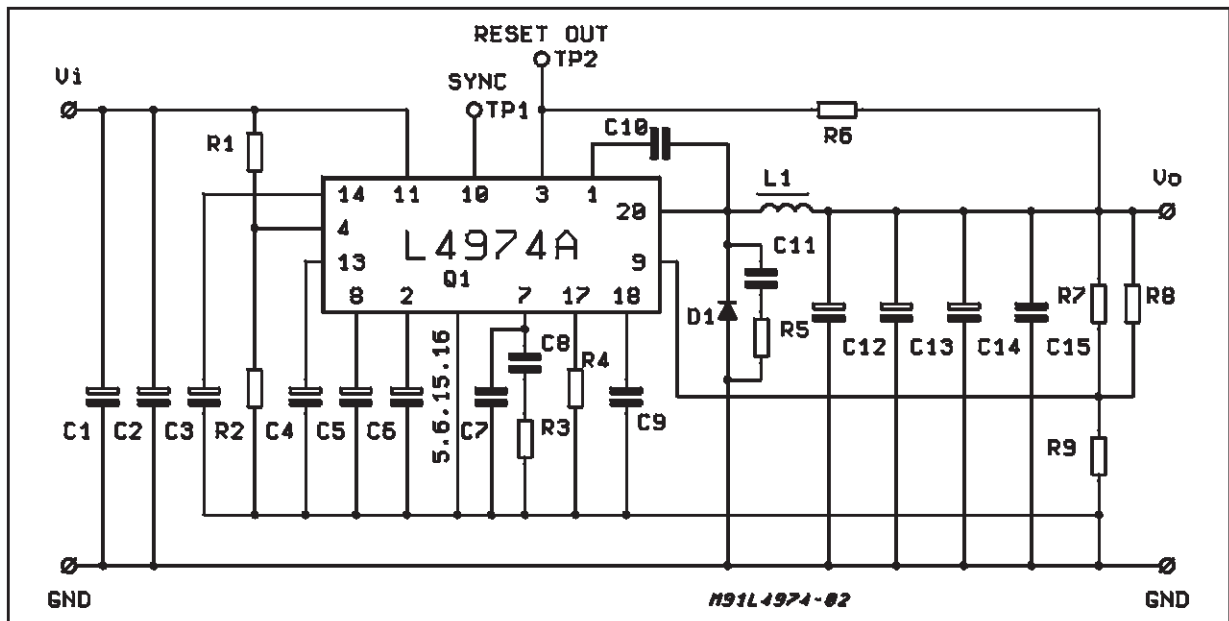 RESET OUT
TP2
Vi
SYNC
TP1
C10
R6
R1
L1
Vo
14 11 10 3 1
20
4
L4974A
C11
13
Q1
9
8 2 7 17 18
D1
R5
R7 R8
5.6.15.16
C8
R4
C12 C13 C14 C15
C1 C2 C3 R2 C4 C5 C6 C7 R3 C9
R9
GND
M91L4974-02
GND